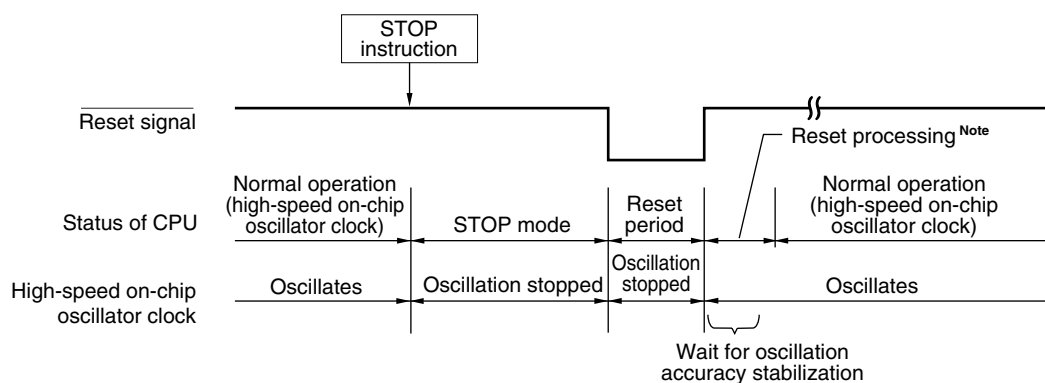 STOP
instruction
Reset signal
Reset processing Note
Status of CPU
Normal operation
(high-speed on-chip
oscillator clock)
STOP mode
Reset
period
Normal operation
(high-speed on-chip
oscillator clock)
High-speed on-chip
oscillator clock
Oscillates
Oscillation stopped
Oscillation
stopped
Oscillates
Wait for oscillation
accuracy stabilization